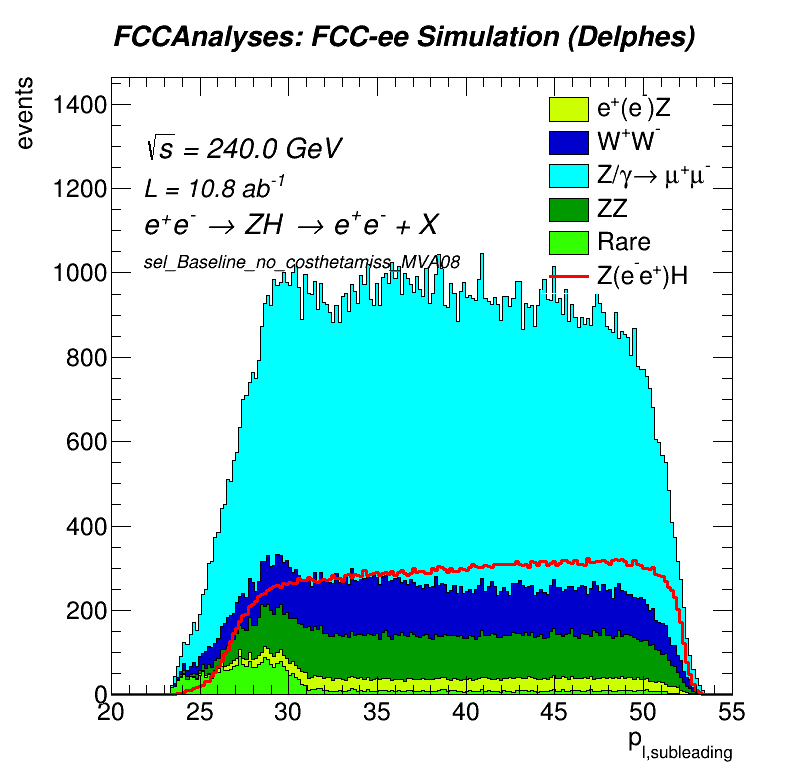 FCCAnalyses: FCC-ee Simulation (Delphes)
events
1400
1200
1000
800
600
400
200
0
√s = 240.0 GeV
L = 10.8 ab⁻¹
e⁺e⁻ → ZH → e⁺e⁻ + X
sel_Baseline_no_costhetamiss_MVA08
e⁺(e⁻)Z
W⁺W⁻
Z/γ→ μ⁺μ⁻
ZZ
Rare
Z(e⁻e⁺)H
20 25 30 35 40 45 50 55
p_l,subleading